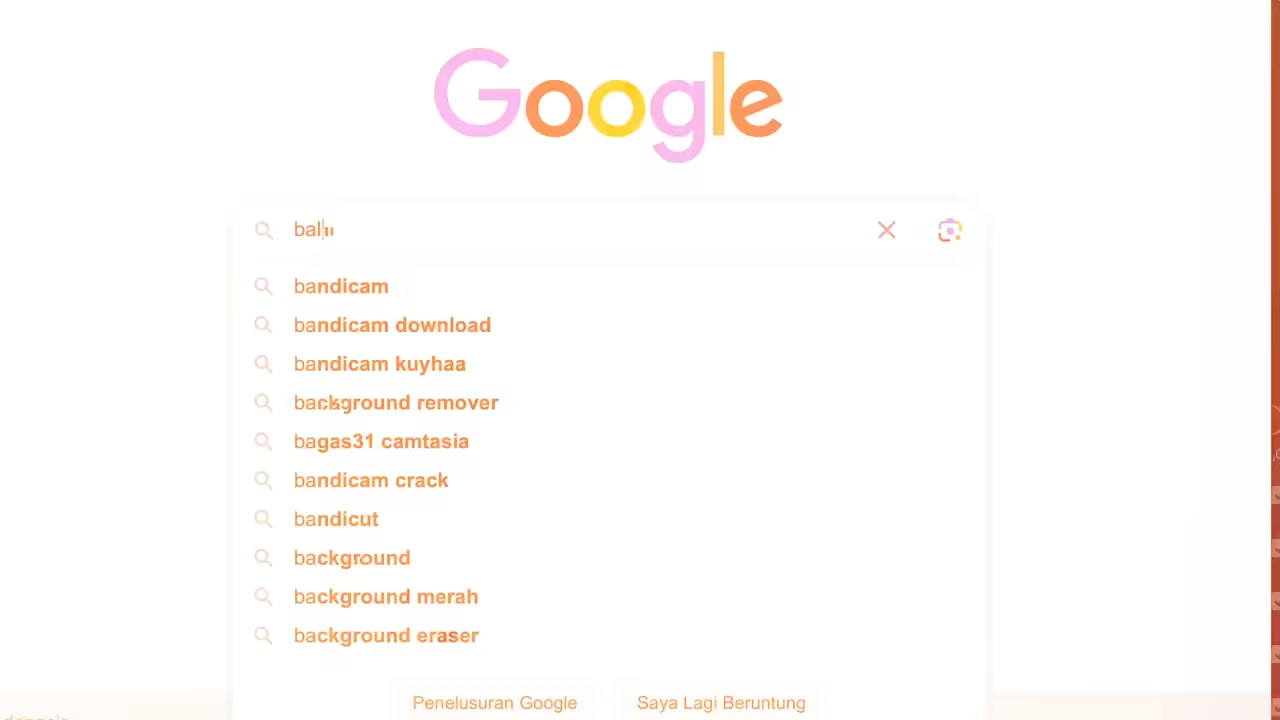 Google
bal
bandicam
bandicam download
bandicam kuyhaa
background remover
bagas31 camtasia
bandicam crack
bandicut
background
background merah
background eraser
Penelusuran Google
Saya Lagi Beruntung